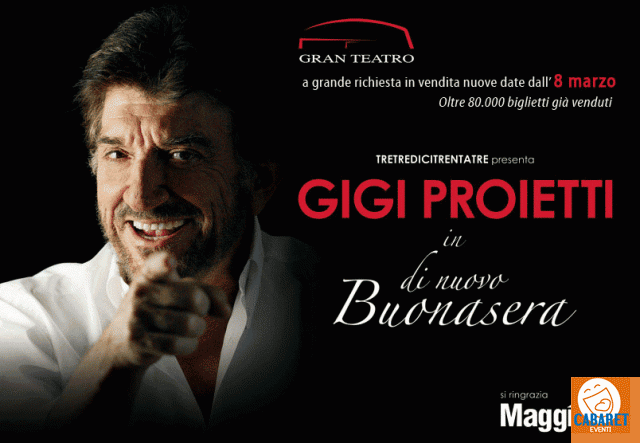 GRAN TEATRO
a grande richiesta in vendita nuove date dall' 8 marzo
Oltre 80.000 biglietti già venduti
TRETREDICITRENTATRE presenta
GIGI PROIETTI
in
di nuovo
Buonasera
si ringrazia
Maggi
CABARET
EVENTI